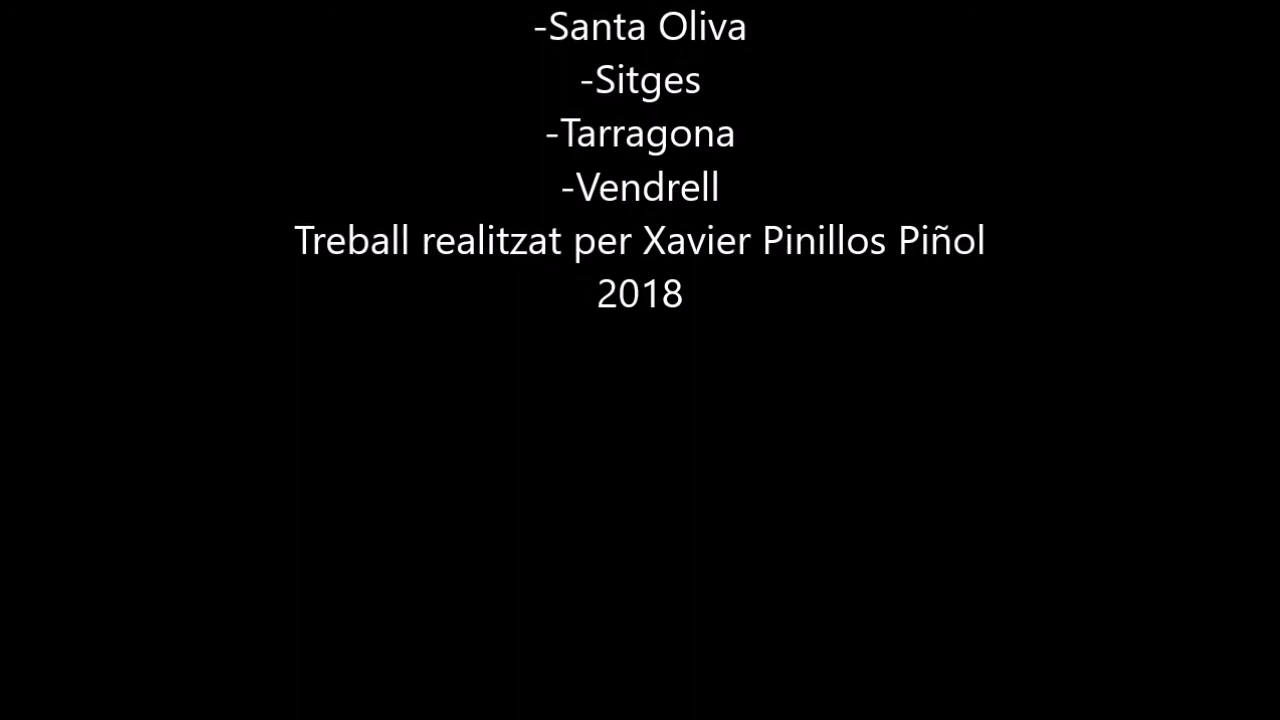 -Santa Oliva
-Sitges
-Tarragona
-Vendrell
Treball realitzat per Xavier Pinillos Piñol
2018